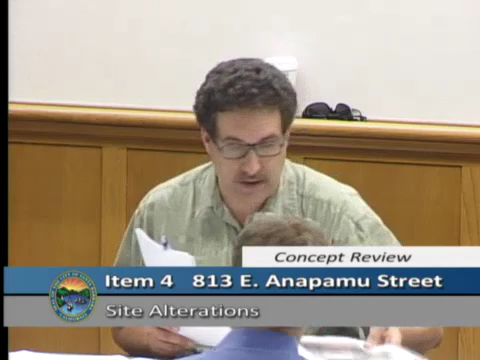 Concept Review
Item 4 813 E. Anapamu Street
Site Alterations